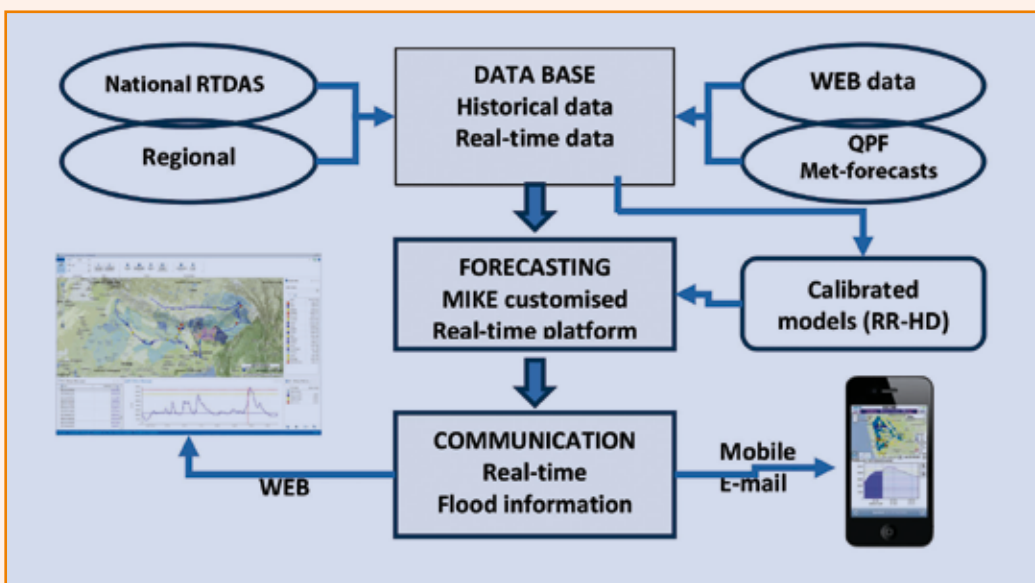 National RTDAS
Regional
DATA BASE
Historical data
Real-time data
WEB data
QPF
Met-forecasts
FORECASTING
MIKE customised
Real-time platform
Calibrated
models (RR-HD)
COMMUNICATION
Real-time
Flood information
WEB
Mobile
E-mail